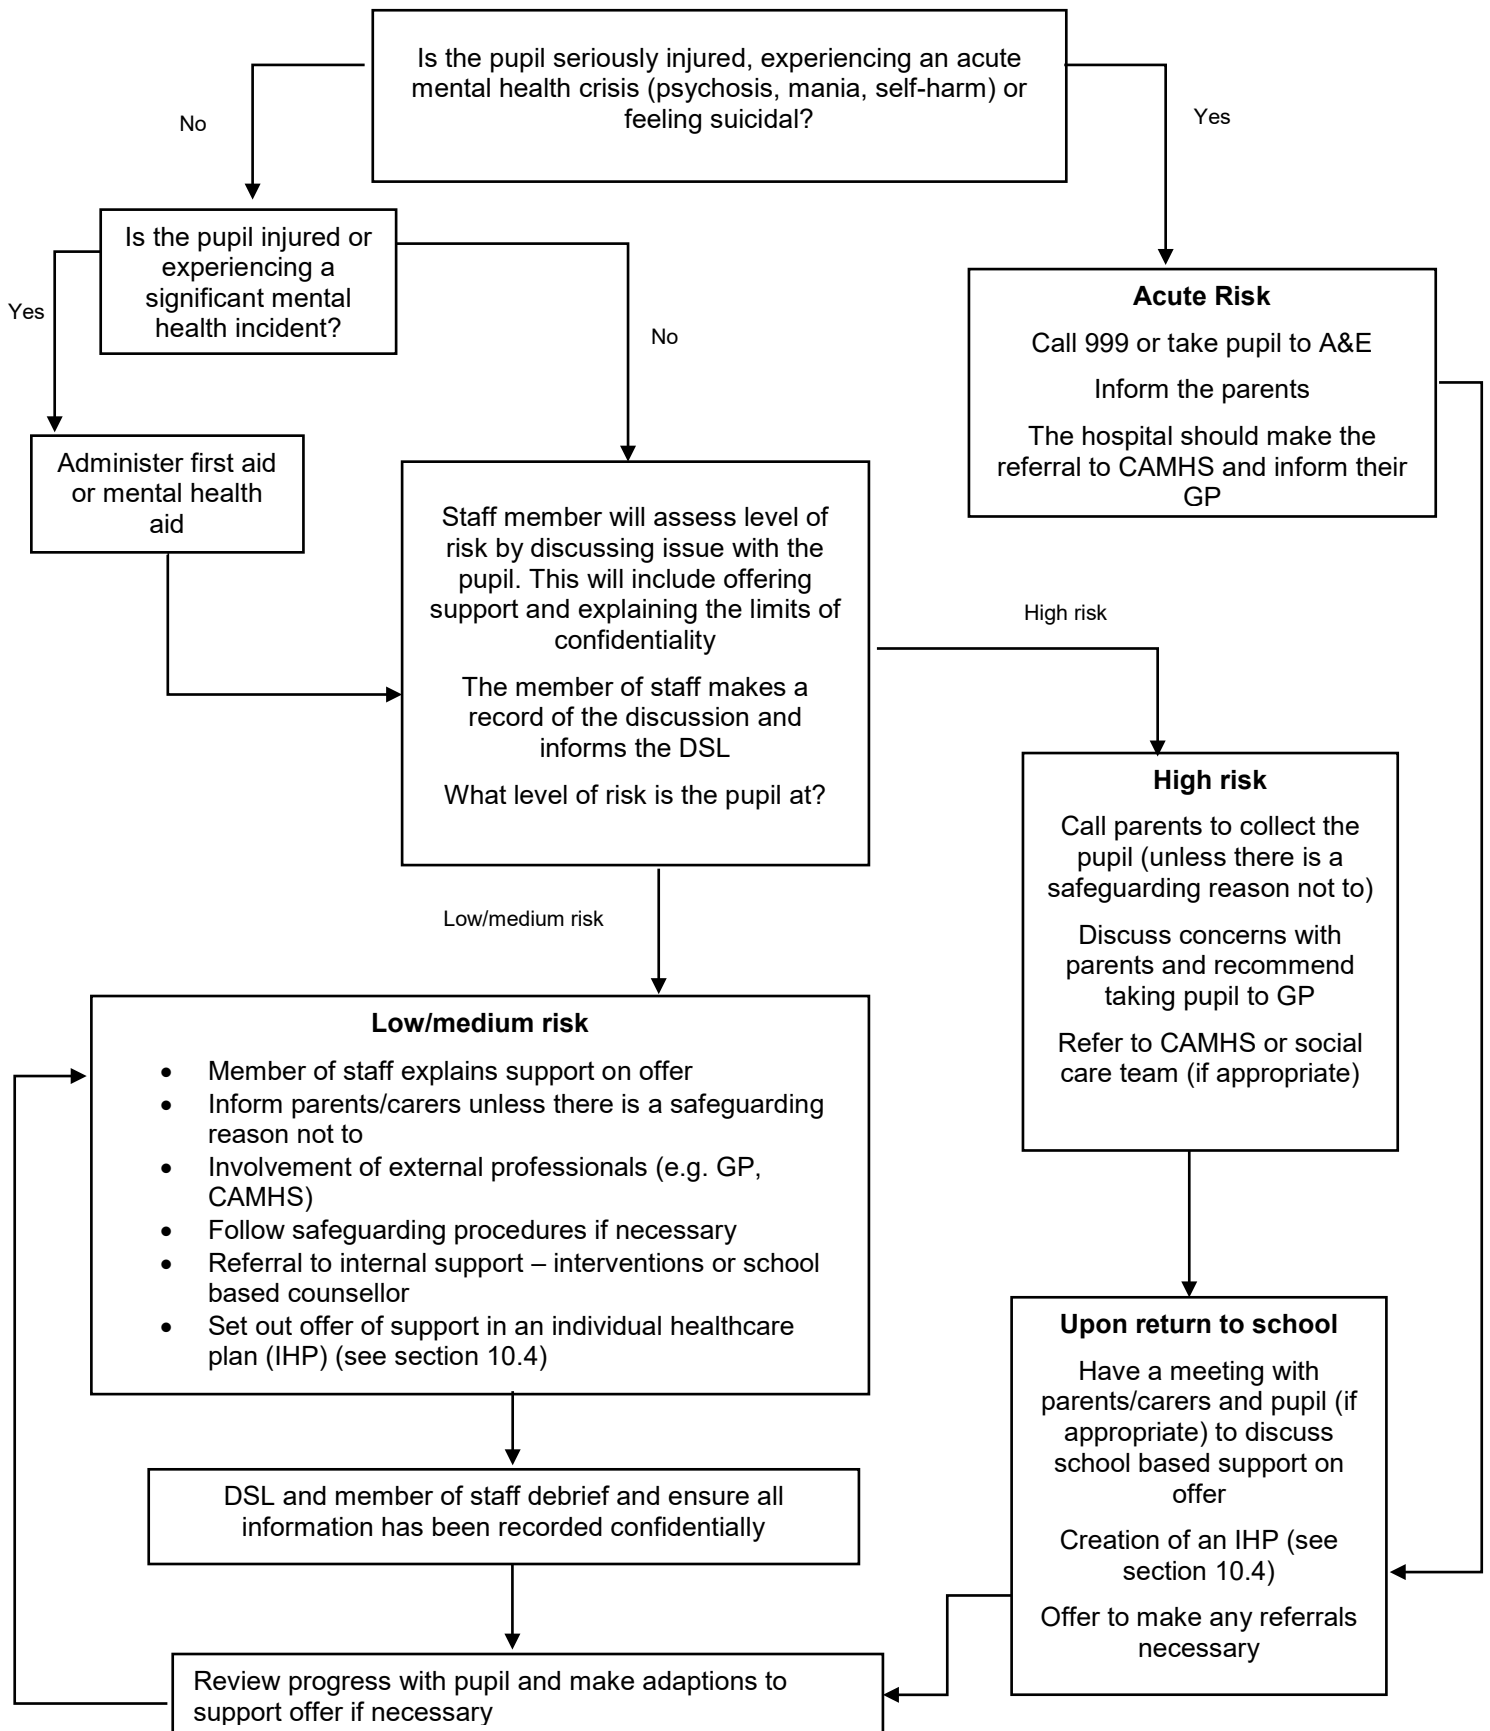 Is the pupil seriously injured, experiencing an acute
mental health crisis (psychosis, mania, self-harm) or
feeling suicidal?
No
Yes
Is the pupil injured or
experiencing a
significant mental
health incident?
Yes
No
Acute Risk
Call 999 or take pupil to A&E
Inform the parents
The hospital should make the
referral to CAMHS and inform their
GP
Administer first aid
or mental health
aid
Staff member will assess level of
risk by discussing issue with the
pupil. This will include offering
support and explaining the limits of
confidentiality
The member of staff makes a
record of the discussion and
informs the DSL
What level of risk is the pupil at?
High risk
Low/medium risk
High risk
Call parents to collect the
pupil (unless there is a
safeguarding reason not to)
Discuss concerns with
parents and recommend
taking pupil to GP
Refer to CAMHS or social
care team (if appropriate)
Low/medium risk
• Member of staff explains support on offer
• Inform parents/carers unless there is a safeguarding
reason not to
• Involvement of external professionals (e.g. GP,
CAMHS)
• Follow safeguarding procedures if necessary
• Referral to internal support – interventions or school
based counsellor
• Set out offer of support in an individual healthcare
plan (IHP) (see section 10.4)
Upon return to school
Have a meeting with
parents/carers and pupil (if
appropriate) to discuss
school based support on
offer
Creation of an IHP (see
section 10.4)
Offer to make any referrals
necessary
DSL and member of staff debrief and ensure all
information has been recorded confidentially
Review progress with pupil and make adaptions to
support offer if necessary